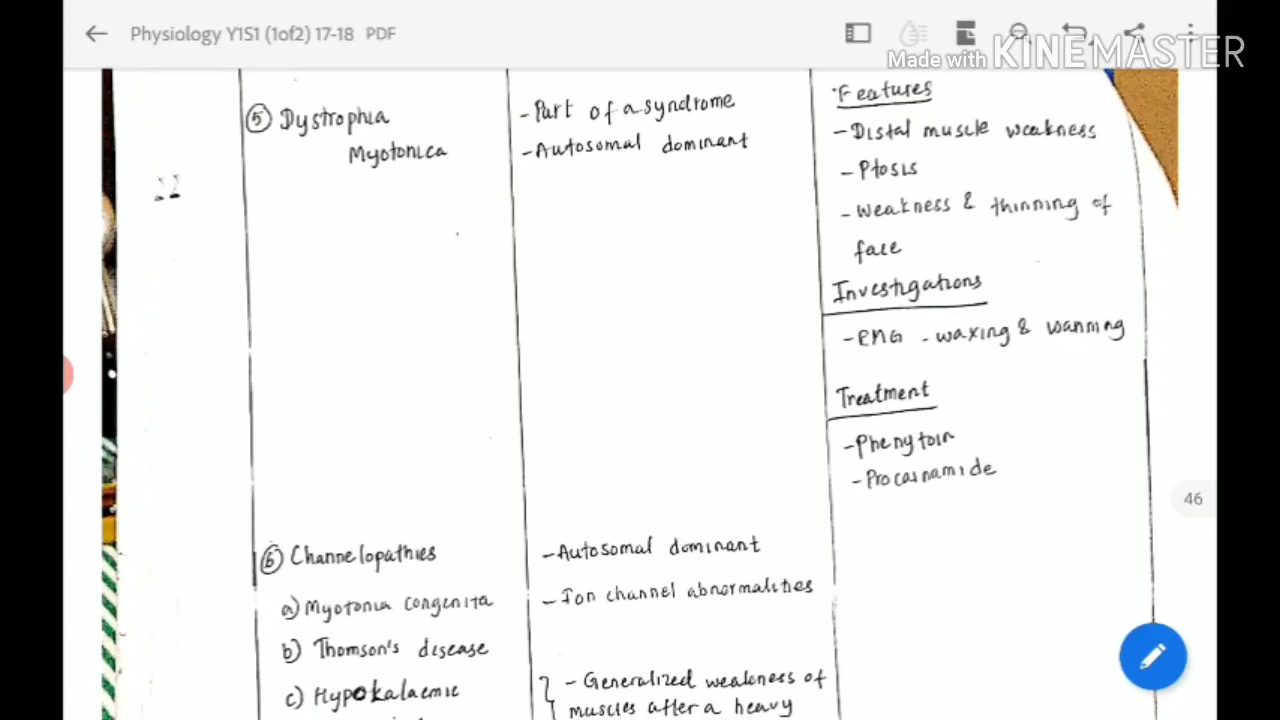 Physiology Y1S1 (1of2) 17-18 PDF
Made with KINEMASTER
⑤ Dystrophia
Myotonica
- Part of a syndrome
- Autosomal dominant
Features
- Distal muscle weakness
- Ptosis
- Weakness & thinning of
face
Investigations
- EMG - waxing & wanning
Treatment
- Phenytoin
- Procainamide
46
⑥ Channelopathies
a) Myotonia congenita
b) Thomson's disease
c) Hypokalaemic
- Autosomal dominant
- Ion channel abnormalities
- Generalized weakness of
muscles after a heavy